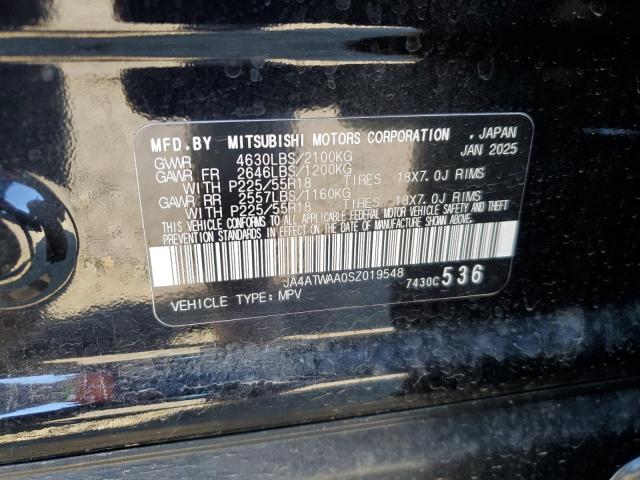 MFD.BY MITSUBISHI MOTORS CORPORATION , JAPAN
GVWR 4630LBS/2100KG JAN 2025
GAWR FR 2646LBS/1200KG
WITH P225/55R18 TIRES 18X7.0J RIMS
GAWR RR 2557LBS/1160KG
WITH P225/55R18 TIRES 18X7.0J RIMS
THIS VEHICLE CONFORMS TO ALL APPLICABLE FEDERAL MOTOR VEHICLE SAFETY AND THEFT
PREVENTION STANDARDS IN EFFECT ON THE DATE OF MANUFACTURE SHOWN ABOVE.
JA4ATWAA0SZ019548
7430C 536
VEHICLE TYPE: MPV